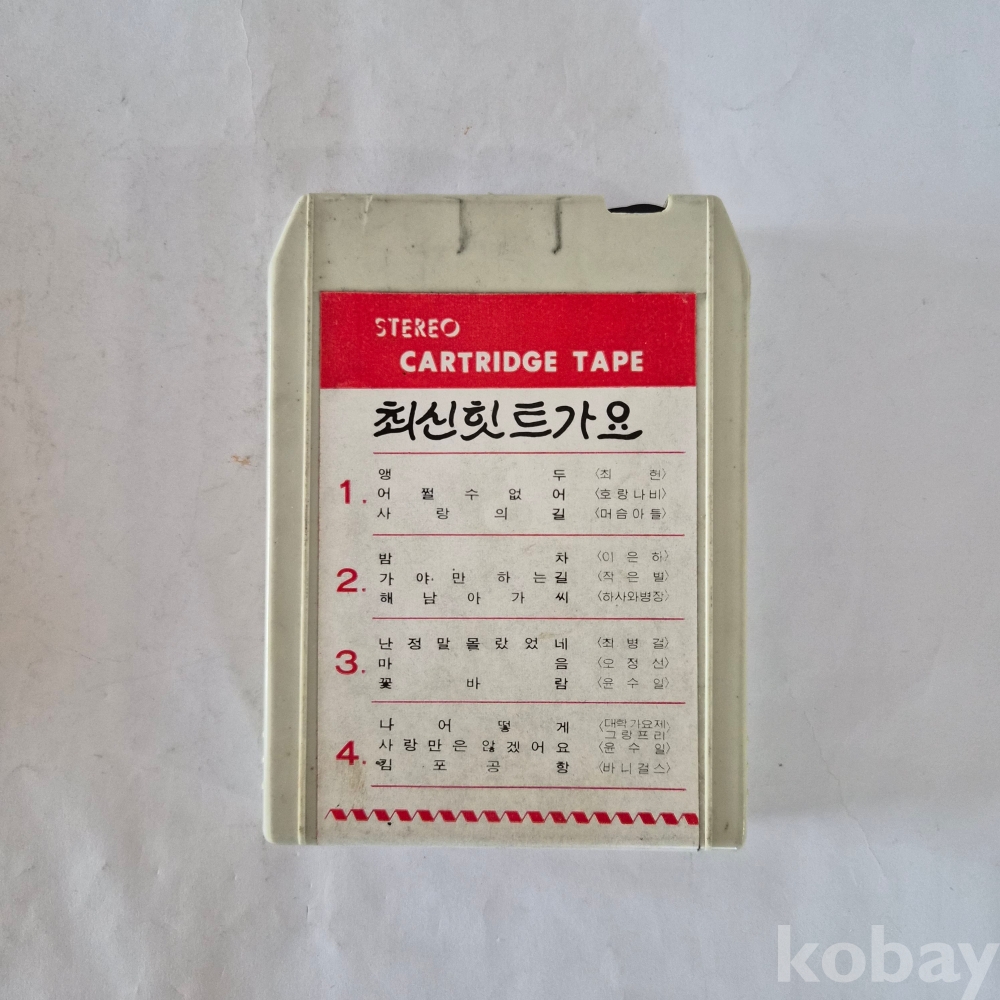 STEREO
CARTRIDGE TAPE
최신힛트가요
1.
앵두 〈최현〉
어쩔수없어 〈호랑나비〉
사랑의길 〈머슴아들〉
2.
밤차 〈이은하〉
가야만 하는길 〈작은별〉
해남아가씨 〈하사와병장〉
3.
난정말몰랐었네 〈최병걸〉
마음 〈오정선〉
꽃바람 〈윤수일〉
4.
나어떻게 〈대학가요제 그랑프리〉
사랑만은않겠어요 〈윤수일〉
김포공항 〈바니걸스〉
kobay